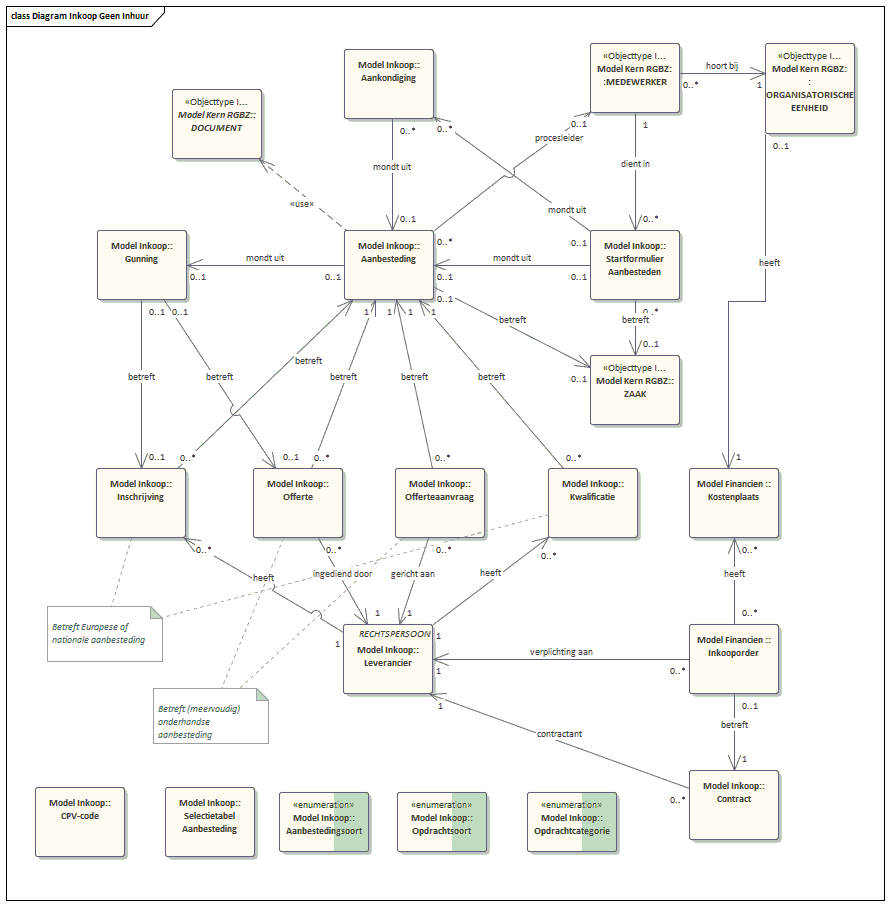 class Diagram Inkoop Geen Inhuur
Model Inkoop::
Aankondiging
«Objecttype I...
Model Kern RGBZ:
:MEDEWERKER
hoort bij
0..*
1
«Objecttype I...
Model Kern RGBZ:
:
ORGANISATORISCHE
EENHEID
«Objecttype I...
Model Kern RGBZ::
DOCUMENT
0..*
0..*
mondt uit
0..1
0..1
procesleider
1
dient in
0..*
0..1
«use»
mondt uit
0..1
Model Inkoop::
Gunning
mondt uit
0..1
0..1
Model Inkoop::
Aanbesteding
0..*
mondt uit
0..1
0..1
0..1
Model Inkoop::
Startformulier
Aanbesteden
heeft
0..*
betreft
0..1
betreft
0..1
«Objecttype I...
Model Kern RGBZ::
ZAAK
0..1
0..1
1
1
1
1
betreft
betreft
betreft
betreft
betreft
betreft
0..1
0..*
0..1
0..*
0..*
0..*
1
Model Inkoop::
Inschrijving
Model Inkoop::
Offerte
Model Inkoop::
Offerteaanvraag
Model Inkoop::
Kwalificatie
Model Financien ::
Kostenplaats
0..*
0..*
0..*
0..*
0..*
heeft
ingediend door
gericht aan
heeft
heeft
1
1
1
1
0..*
Betreft Europese of
nationale aanbesteding
RECHTSPERSOON
Model Inkoop::
Leverancier
1
verplichting aan
0..*
Model Financien ::
Inkooporder
Betreft (meervoudig)
onderhandse
aanbesteding
1
contractant
0..*
0..1
betreft
1
Model Inkoop::
Contract
Model Inkoop::
CPV-code
Model Inkoop::
Selectietabel
Aanbesteding
«enumeration»
Model Inkoop::
Aanbestedingsoort
«enumeration»
Model Inkoop::
Opdrachtsoort
«enumeration»
Model Inkoop::
Opdrachtcategorie